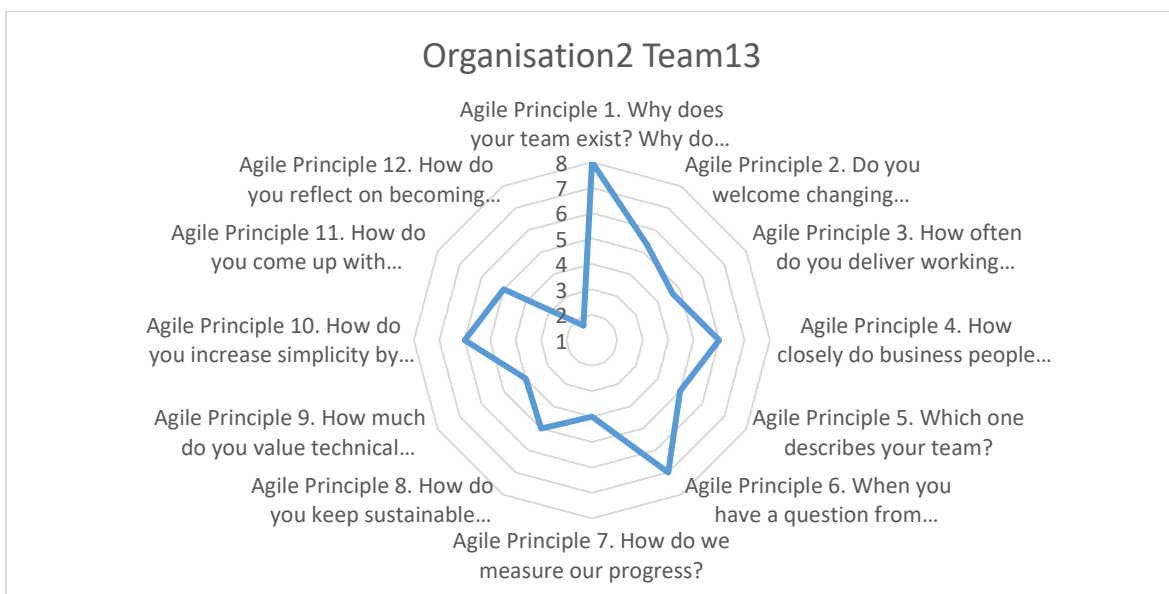 Organisation2 Team13
Agile Principle 1. Why does
your team exist? Why do...
Agile Principle 2. Do you
welcome changing...
Agile Principle 3. How often
do you deliver working...
Agile Principle 4. How
closely do business people...
Agile Principle 5. Which one
describes your team?
Agile Principle 6. When you
have a question from...
Agile Principle 7. How do we
measure our progress?
Agile Principle 8. How do
you keep sustainable...
Agile Principle 9. How much
do you value technical...
Agile Principle 10. How do
you increase simplicity by...
Agile Principle 11. How do
you come up with...
Agile Principle 12. How do
you reflect on becoming...
8
7
6
5
4
3
2
1